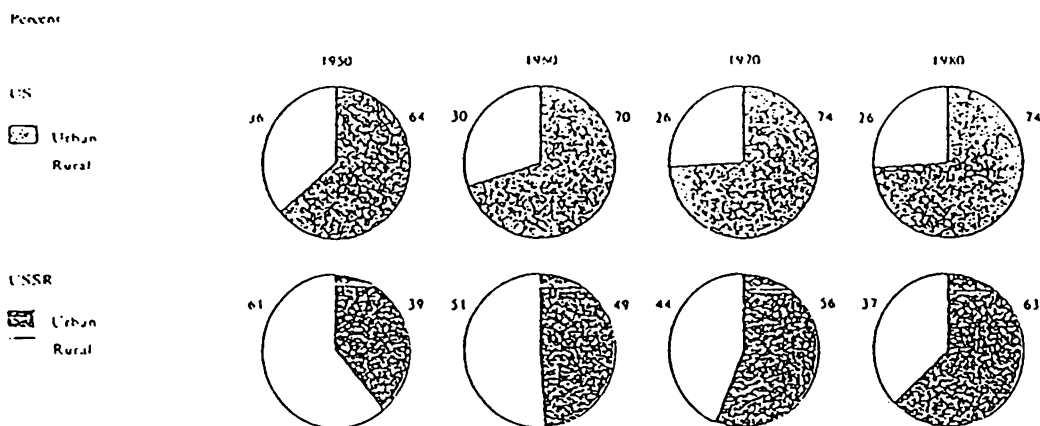 Percent
1950 1960 1970 1980
US
36 64 30 70 26 74 26 74
Urban
Rural
USSR
61 39 51 49 44 56 37 63
Urban
Rural